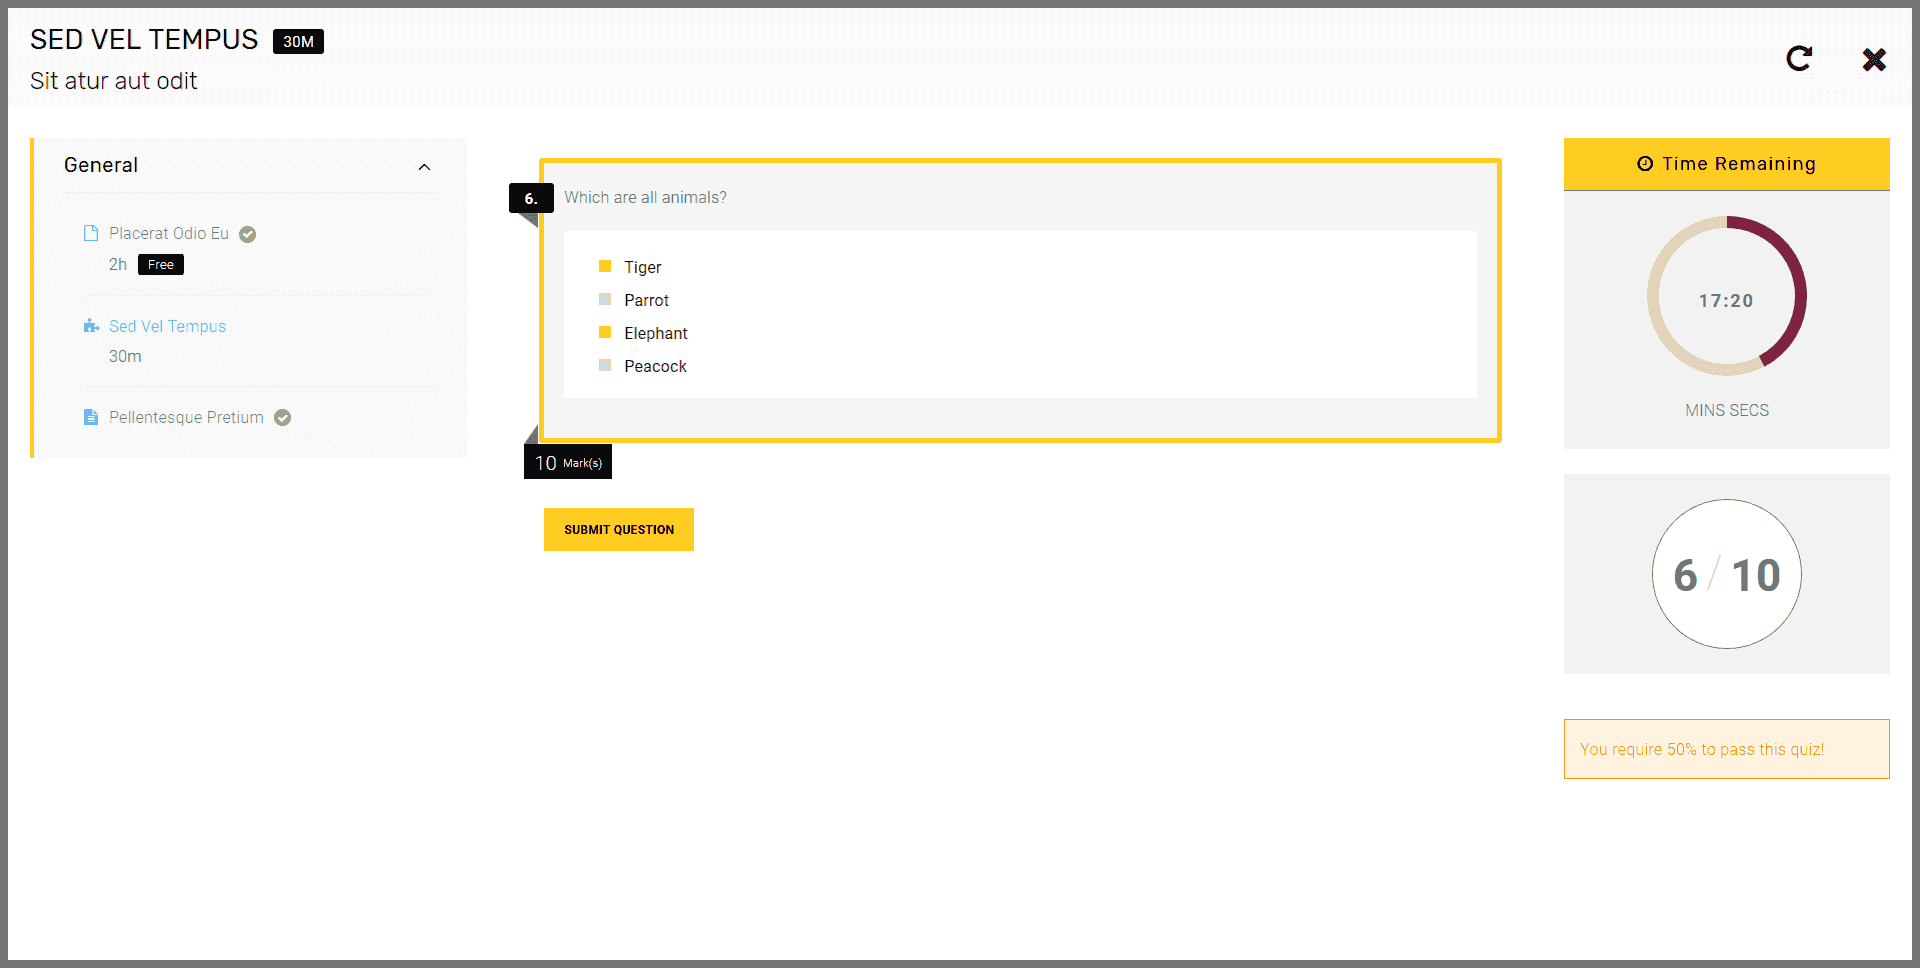 SED VEL TEMPUS 30M
Sit atur aut odit
General
Placerat Odio Eu
2h Free
Sed Vel Tempus
30m
Pellentesque Pretium
6. Which are all animals?
Tiger
Parrot
Elephant
Peacock
10 Mark(s)
SUBMIT QUESTION
Time Remaining
17:20
MINS SECS
6 / 10
You require 50% to pass this quiz!